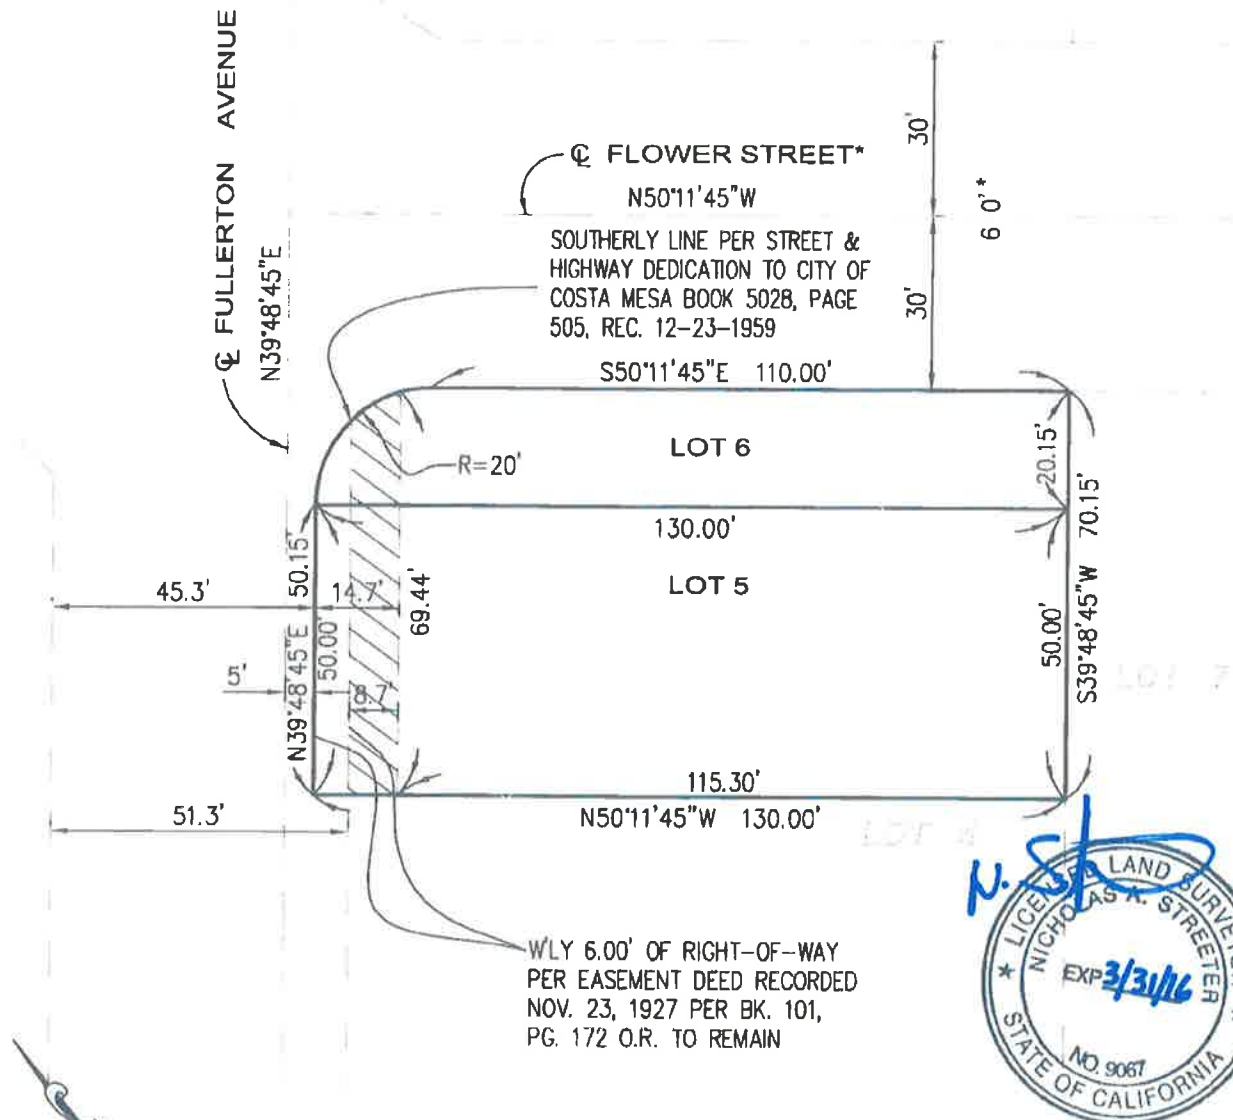 ℄ FULLERTON AVENUE
N39°48'45"E
℄ FLOWER STREET*
N50°11'45"W
30'
30'
6 0'*
SOUTHERLY LINE PER STREET &
HIGHWAY DEDICATION TO CITY OF
COSTA MESA BOOK 5028, PAGE
505, REC. 12-23-1959
S50°11'45"E 110.00'
LOT 6
R=20'
20.15'
130.00'
LOT 5
45.3'
14.7'
69.44'
N39°48'45"E 50.15'
50.00'
5'
8.7'
50.00'
S39°48'45"W 70.15'
115.30'
N50°11'45"W 130.00'
51.3'
W'LY 6.00' OF RIGHT-OF-WAY
PER EASEMENT DEED RECORDED
NOV. 23, 1927 PER BK. 101,
PG. 172 O.R. TO REMAIN
LICENSED LAND SURVEYOR
NICHOLAS A. STREETER
EXP 3/31/16
NO. 9067
STATE OF CALIFORNIA